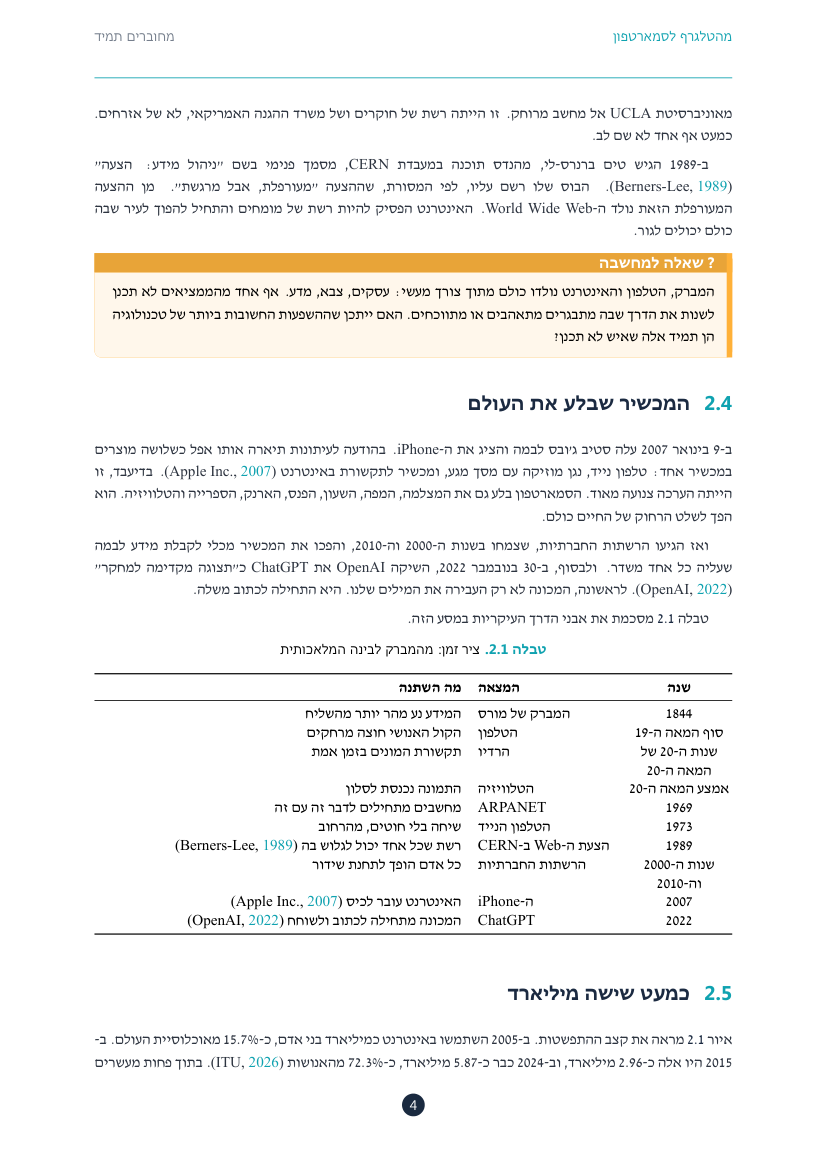 מהטלגרף לסמארטפון
מחוברים תמיד
מאוניברסיטת UCLA אל מחשב מרוחק. זו הייתה רשת של חוקרים ושל משרד ההגנה האמריקאי, לא של אזרחים.
כמעט אף אחד לא שם לב.
ב-1989 הגיש טים ברנרס-לי, מהנדס תוכנה במעבדת CERN, מסמך פנימי בשם ״ניהול מידע: הצעה״
(Berners-Lee, 1989). הבוס שלו רשם עליו, לפי המסורת, שההצעה ״מעורפלת, אבל מרגשת״. מן ההצעה
המעורפלת הזאת נולד ה-World Wide Web. האינטרנט הפסיק להיות רשת של מומחים והתחיל להפוך לעיר שבה
כולם יכולים לגור.
? שאלה למחשבה
המברק, הטלפון והאינטרנט נולדו כולם מתוך צורך מעשי: עסקים, צבא, מדע. אף אחד מהממציאים לא תכנן
לשנות את הדרך שבה מתבגרים מתאהבים או מתווכחים. האם ייתכן שההשפעות החשובות ביותר של טכנולוגיה
הן תמיד אלה שאיש לא תכנן?
2.4 המכשיר שבלע את העולם
ב-9 בינואר 2007 עלה סטיב ג׳ובס לבמה והציג את ה-iPhone. בהודעה לעיתונות תיארה אותו אפל כשלושה מוצרים
במכשיר אחד: טלפון נייד, נגן מוזיקה עם מסך מגע, ומכשיר לתקשורת באינטרנט (Apple Inc., 2007). בדיעבד, זו
הייתה הערכה צנועה מאוד. הסמארטפון בלע גם את המצלמה, המפה, השעון, הפנס, הארנק, הספרייה והטלוויזיה. הוא
הפך לשלט הרחוק של החיים כולם.
ואז הגיעו הרשתות החברתיות, שצמחו בשנות ה-2000 וה-2010, והפכו את המכשיר מכלי לקבלת מידע לבמה
שעליה כל אחד משדר. ולבסוף, ב-30 בנובמבר 2022, השיקה OpenAI את ChatGPT כ״תצוגה מקדימה למחקר״
(OpenAI, 2022). לראשונה, המכונה לא רק העבירה את המילים שלנו. היא התחילה לכתוב משלה.
טבלה 2.1 מסכמת את אבני הדרך העיקריות במסע הזה.
טבלה 2.1. ציר זמן: מהמברק לבינה המלאכותית
שנה המצאה מה השתנה
1844 המברק של מורס המידע נע מהר יותר מהשליח
סוף המאה ה-19 הטלפון הקול האנושי חוצה מרחקים
שנות ה-20 של הרדיו תקשורת המונים בזמן אמת
המאה ה-20
אמצע המאה ה-20 הטלוויזיה התמונה נכנסת לסלון
1969 ARPANET מחשבים מתחילים לדבר זה עם זה
1973 הטלפון הנייד שיחה בלי חוטים, מהרחוב
1989 הצעת ה-Web ב-CERN רשת שכל אחד יכול לגלוש בה (Berners-Lee, 1989)
שנות ה-2000 הרשתות החברתיות כל אדם הופך לתחנת שידור
וה-2010
2007 ה-iPhone האינטרנט עובר לכיס (Apple Inc., 2007)
2022 ChatGPT המכונה מתחילה לכתוב ולשוחח (OpenAI, 2022)
2.5 כמעט שישה מיליארד
איור 2.1 מראה את קצב ההתפשטות. ב-2005 השתמשו באינטרנט כמיליארד בני אדם, כ-15.7% מאוכלוסיית העולם. ב-
2015 היו אלה כ-2.96 מיליארד, וב-2024 כבר כ-5.87 מיליארד, כ-72.3% מהאנושות (ITU, 2026). בתוך פחות מעשרים
4